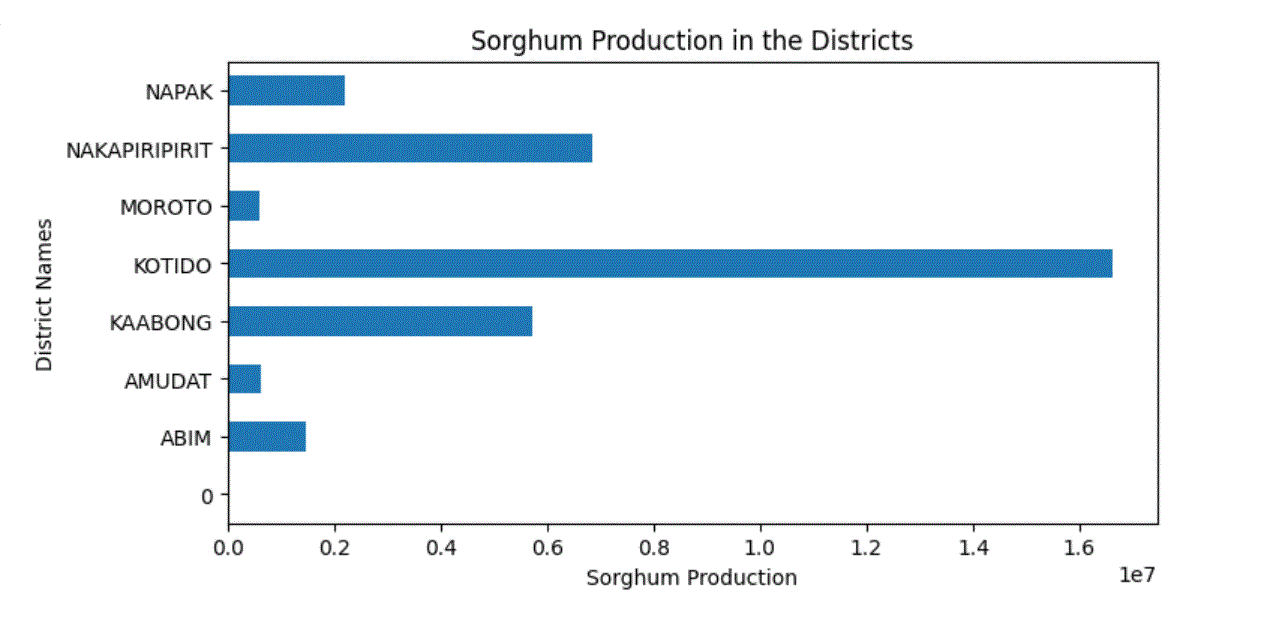 Sorghum Production in the Districts
NAPAK
NAKAPIRIPIRIT
MOROTO
KOTIDO
KAABONG
AMUDAT
ABIM
0
District Names
0.0 0.2 0.4 0.6 0.8 1.0 1.2 1.4 1.6
Sorghum Production
1e7